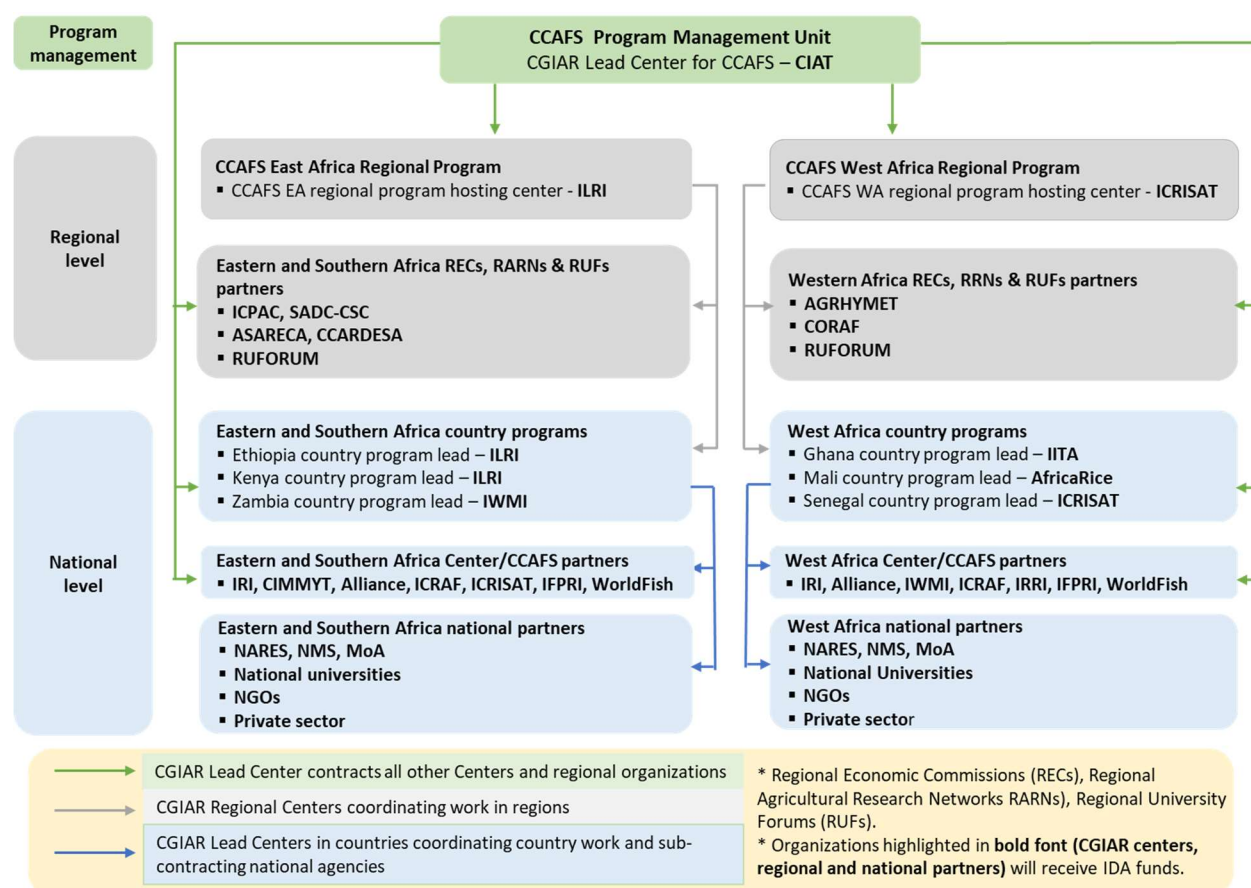 Program
management
CCAFS Program Management Unit
CGIAR Lead Center for CCAFS – CIAT
Regional
level
CCAFS East Africa Regional Program
▪ CCAFS EA regional program hosting center - ILRI
CCAFS West Africa Regional Program
▪ CCAFS WA regional program hosting center - ICRISAT
Eastern and Southern Africa RECs, RARNs & RUFs
partners
▪ ICPAC, SADC-CSC
▪ ASARECA, CCARDESA
▪ RUFORUM
Western Africa RECs, RRNs & RUFs partners
▪ AGRHYMET
▪ CORAF
▪ RUFORUM
National
level
Eastern and Southern Africa country programs
▪ Ethiopia country program lead – ILRI
▪ Kenya country program lead – ILRI
▪ Zambia country program lead – IWMI
West Africa country programs
▪ Ghana country program lead – IITA
▪ Mali country program lead – AfricaRice
▪ Senegal country program lead – ICRISAT
Eastern and Southern Africa Center/CCAFS partners
▪ IRI, CIMMYT, Alliance, ICRAF, ICRISAT, IFPRI, WorldFish
West Africa Center/CCAFS partners
▪ IRI, Alliance, IWMI, ICRAF, IRRI, IFPRI, WorldFish
Eastern and Southern Africa national partners
▪ NARES, NMS, MoA
▪ National universities
▪ NGOs
▪ Private sector
West Africa national partners
▪ NARES, NMS, MoA
▪ National Universities
▪ NGOs
▪ Private sector
CGIAR Lead Center contracts all other Centers and regional organizations
CGIAR Regional Centers coordinating work in regions
CGIAR Lead Centers in countries coordinating country work and sub-
contracting national agencies
* Regional Economic Commissions (RECs), Regional
Agricultural Research Networks RARNs), Regional University
Forums (RUFs).
* Organizations highlighted in bold font (CGIAR centers,
regional and national partners) will receive IDA funds.